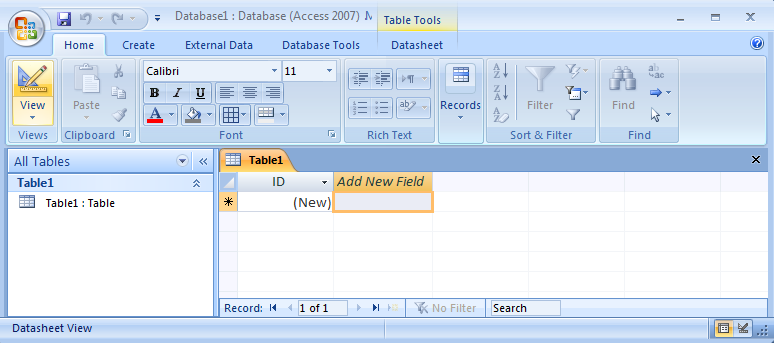 Database1 : Database (Access 2007)
Table Tools
Home Create External Data Database Tools Datasheet
View Paste Calibri 11 Records Filter Find
B I U
A ab
Views Clipboard Font Rich Text Sort & Filter Find
All Tables
Table1
Table1 : Table
Table1
ID Add New Field
(New)
Record: 1 of 1 No Filter Search
Datasheet View